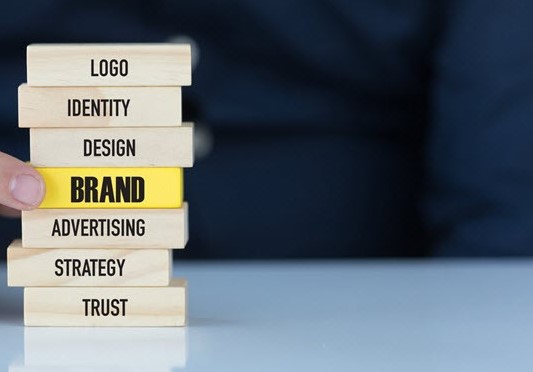 LOGO
IDENTITY
DESIGN
BRAND
ADVERTISING
STRATEGY
TRUST